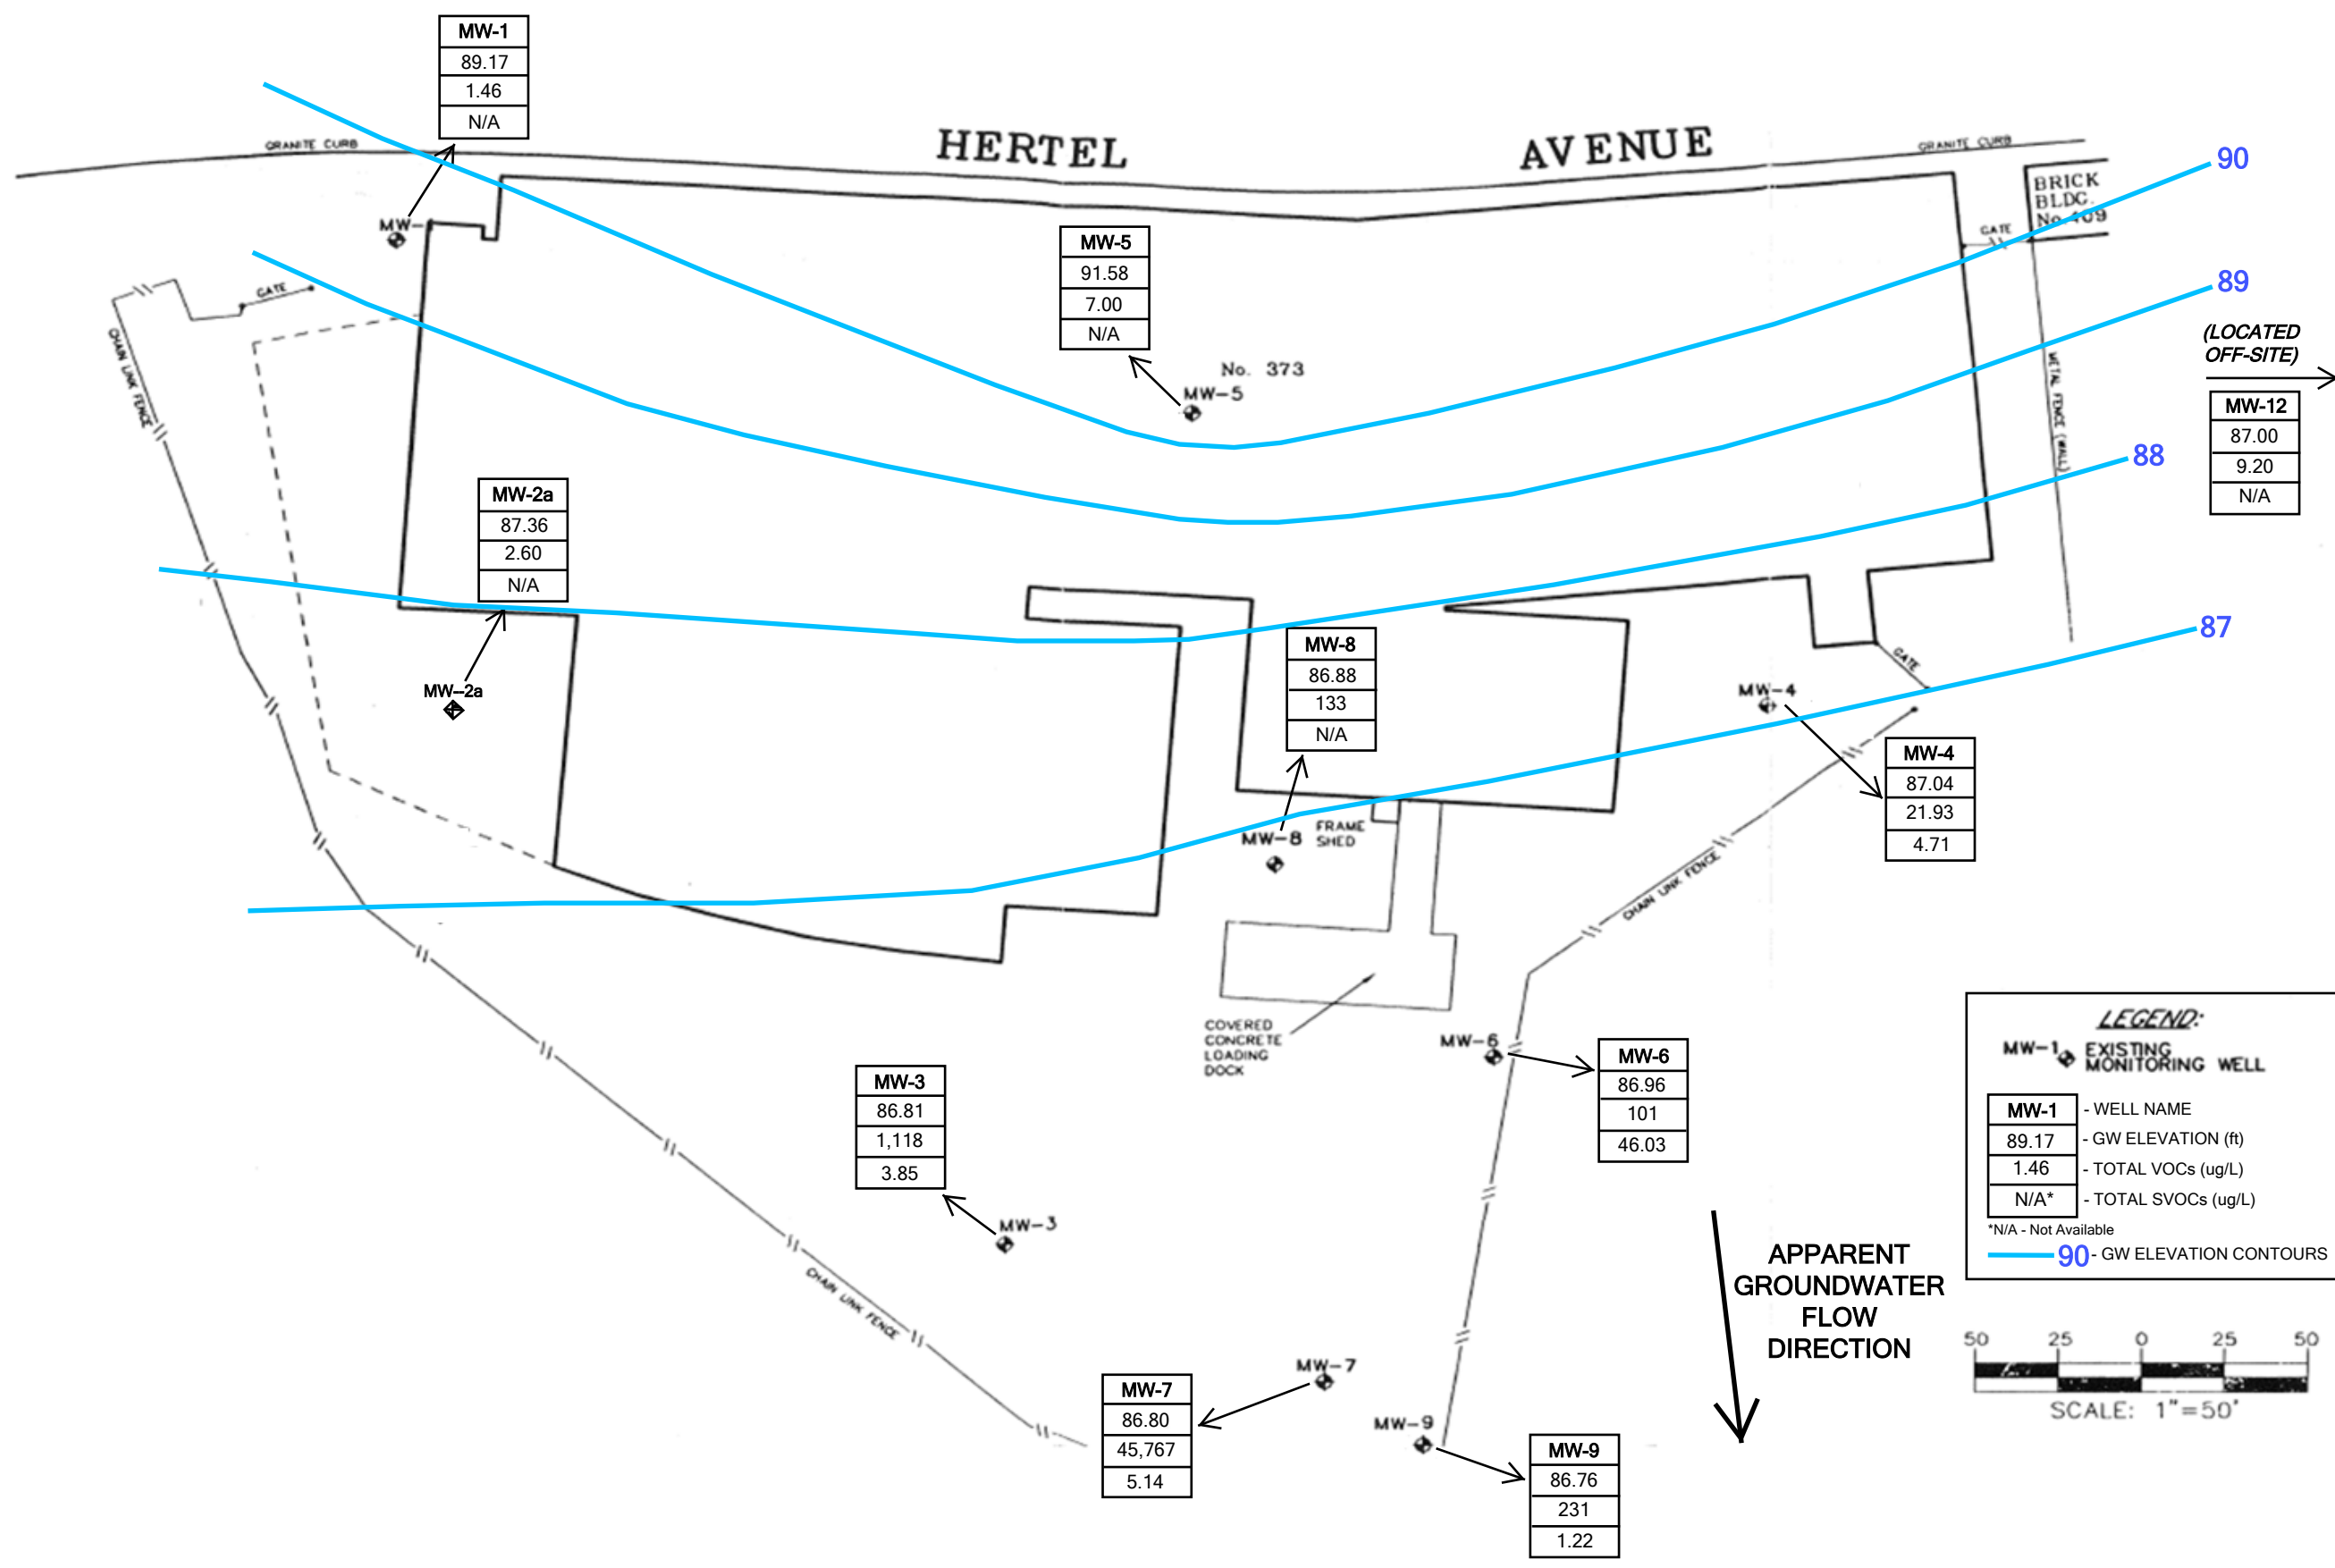 MW-1
89.17
1.46
N/A
GRANITE CURB
HERTEL AVENUE
GRANITE CURB
90
BRICK
BLDG.
No. 409
GATE
MW-
MW-5
91.58
7.00
N/A
89
GATE
CHAIN LINK FENCE
METAL FENCE (WALL)
(LOCATED
OFF-SITE)
No. 373
MW-5
MW-12
87.00
9.20
N/A
88
MW-2a
87.36
2.60
N/A
87
MW-8
86.88
133
N/A
GATE
MW-2a
MW-4
MW-4
87.04
21.93
4.71
MW-8
FRAME
SHED
CHAIN LINK FENCE
COVERED
CONCRETE
LOADING
DOCK
MW-6
MW-6
86.96
101
46.03
MW-3
86.81
1,118
3.85
MW-3
CHAIN LINK FENCE
MW-7
MW-7
86.80
45,767
5.14
MW-9
MW-9
86.76
231
1.22
APPARENT
GROUNDWATER
FLOW
DIRECTION
LEGEND:
MW-1 EXISTING
MONITORING WELL
MW-1 - WELL NAME
89.17 - GW ELEVATION (ft)
1.46 - TOTAL VOCs (ug/L)
N/A* - TOTAL SVOCs (ug/L)
*N/A - Not Available
90 - GW ELEVATION CONTOURS
50 25 0 25 50
SCALE: 1"=50'